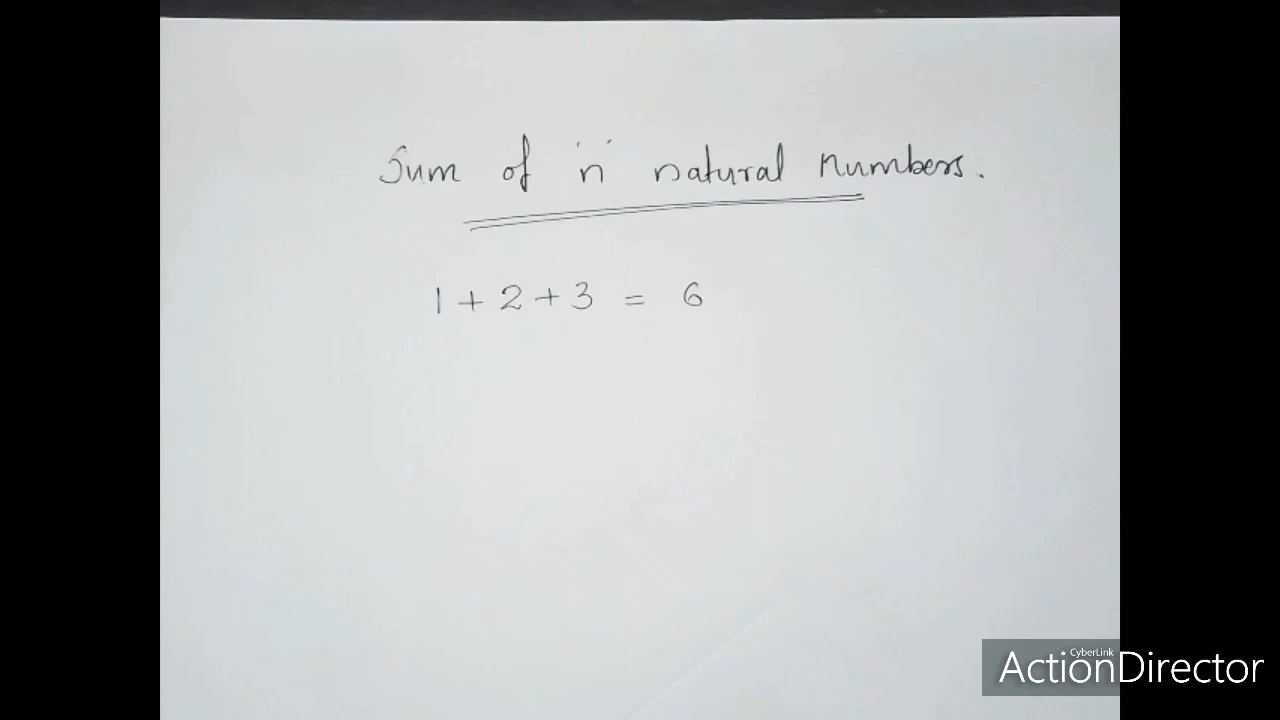 Sum of 'n' natural numbers.
1 + 2 + 3 = 6
CyberLink
ActionDirector